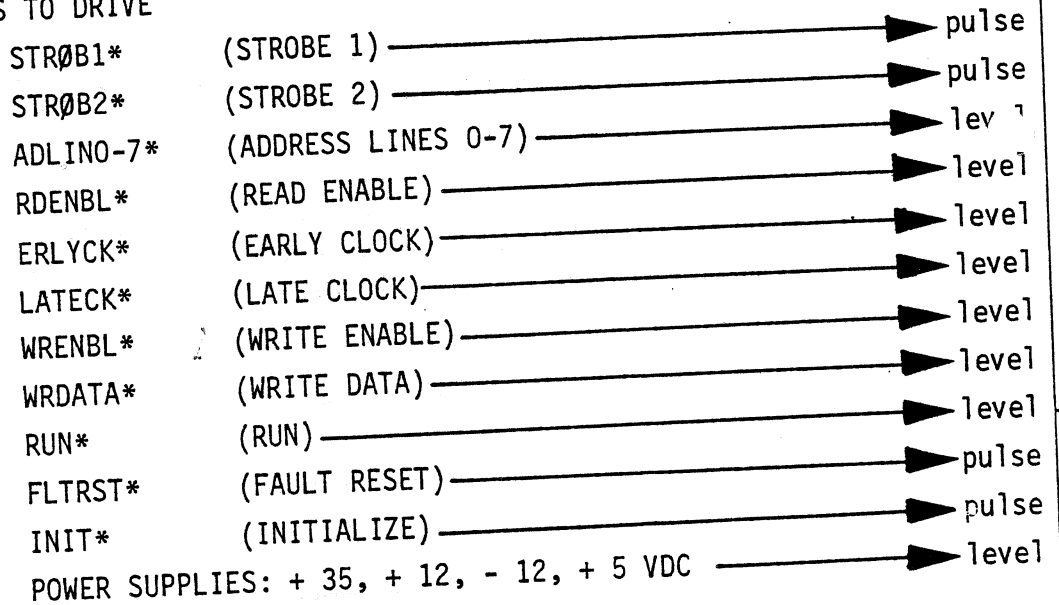 S TO DRIVE
STRØB1* (STROBE 1) pulse
STRØB2* (STROBE 2) pulse
ADLIN0-7* (ADDRESS LINES 0-7)
RDENBL* (READ ENABLE) level
ERLYCK* (EARLY CLOCK) level
LATECK* (LATE CLOCK) level
WRENBL* (WRITE ENABLE) level
WRDATA* (WRITE DATA) level
RUN* (RUN) level
FLTRST* (FAULT RESET) pulse
INIT* (INITIALIZE) pulse
POWER SUPPLIES: + 35, + 12, - 12, + 5 VDC level